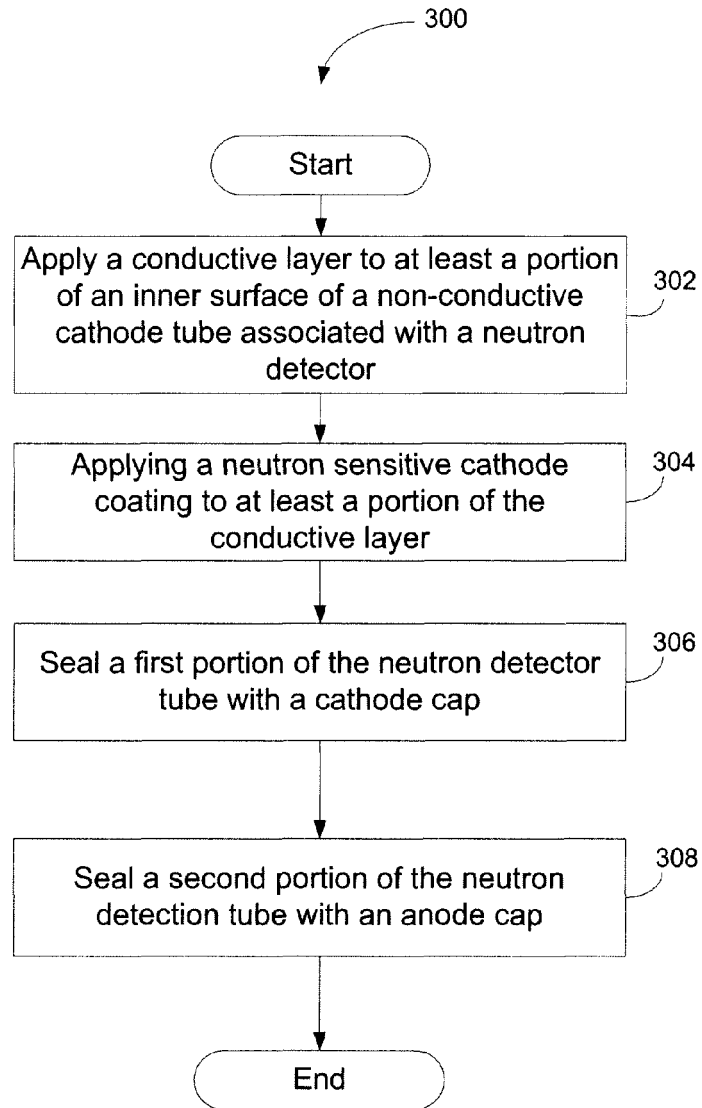 300
Start
Apply a conductive layer to at least a portion
of an inner surface of a non-conductive
cathode tube associated with a neutron
detector
302
Applying a neutron sensitive cathode
coating to at least a portion of the
conductive layer
304
Seal a first portion of the neutron detector
tube with a cathode cap
306
Seal a second portion of the neutron
detection tube with an anode cap
308
End